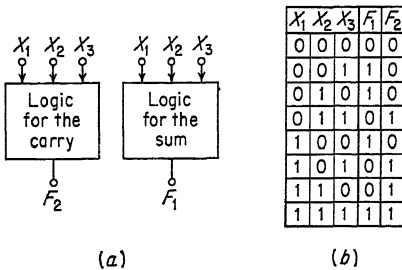 X1 X2 X3 X1 X2 X3
Logic for the carry
Logic for the sum
F2 F1
(a)
X1 X2 X3 F1 F2
0 0 0 0 0
0 0 1 1 0
0 1 0 1 0
0 1 1 0 1
1 0 0 1 0
1 0 1 0 1
1 1 0 0 1
1 1 1 1 1
(b)